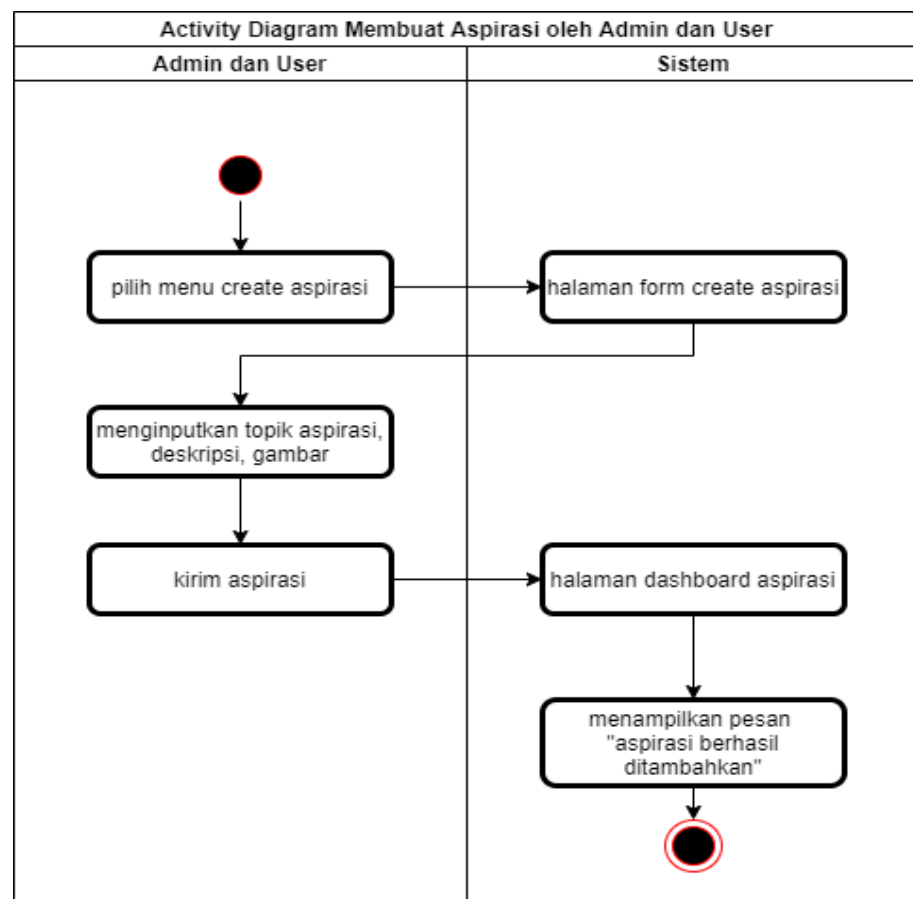 Activity Diagram Membuat Aspirasi oleh Admin dan User
Admin dan User
Sistem
pilih menu create aspirasi
halaman form create aspirasi
menginputkan topik aspirasi,
deskripsi, gambar
kirim aspirasi
halaman dashboard aspirasi
menampilkan pesan
"aspirasi berhasil
ditambahkan"